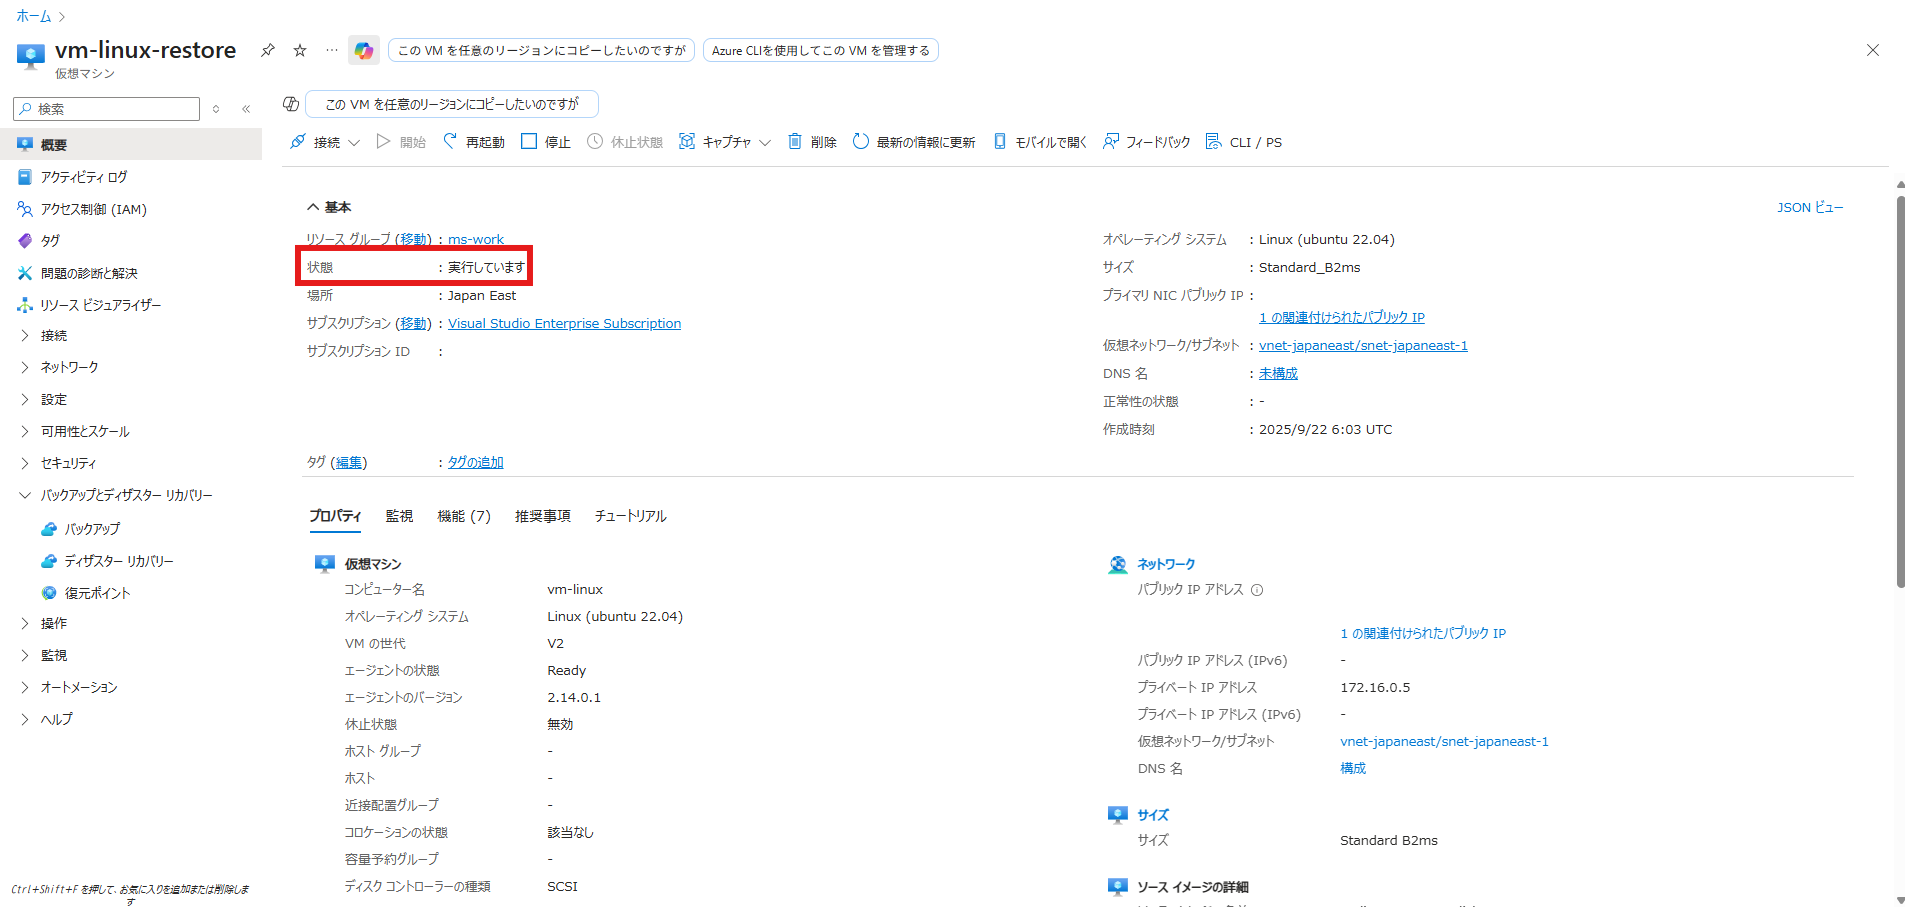 ホーム
vm-linux-restore
仮想マシン
この VM を任意のリージョンにコピーしたいのですが
Azure CLIを使用してこの VM を管理する
検索
この VM を任意のリージョンにコピーしたいのですが
接続
開始
再起動
停止
休止状態
キャプチャ
削除
最新の情報に更新
モバイルで開く
フィードバック
CLI / PS
概要
アクティビティ ログ
アクセス制御 (IAM)
タグ
問題の診断と解決
リソース ビジュアライザー
接続
ネットワーク
設定
可用性とスケール
セキュリティ
バックアップとディザスター リカバリー
バックアップ
ディザスター リカバリー
復元ポイント
操作
監視
オートメーション
ヘルプ
Ctrl+Shift+F を押して、お気に入りを追加または削除しま
す
基本
JSON ビュー
リソース グループ (移動) : ms-work
状態 : 実行しています
場所 : Japan East
サブスクリプション (移動) : Visual Studio Enterprise Subscription
サブスクリプション ID :
オペレーティング システム : Linux (ubuntu 22.04)
サイズ : Standard_B2ms
プライマリ NIC パブリック IP :
1 の関連付けられたパブリック IP
仮想ネットワーク/サブネット : vnet-japaneast/snet-japaneast-1
DNS 名 : 未構成
正常性の状態 : -
作成時刻 : 2025/9/22 6:03 UTC
タグ (編集) : タグの追加
プロパティ
監視
機能 (7)
推奨事項
チュートリアル
仮想マシン
コンピューター名 vm-linux
オペレーティング システム Linux (ubuntu 22.04)
VM の世代 V2
エージェントの状態 Ready
エージェントのバージョン 2.14.0.1
休止状態 無効
ホスト グループ -
ホスト -
近接配置グループ -
コロケーションの状態 該当なし
容量予約グループ -
ディスク コントローラーの種類 SCSI
ネットワーク
パブリック IP アドレス
1 の関連付けられたパブリック IP
パブリック IP アドレス (IPv6) -
プライベート IP アドレス 172.16.0.5
プライベート IP アドレス (IPv6) -
仮想ネットワーク/サブネット vnet-japaneast/snet-japaneast-1
DNS 名 構成
サイズ
サイズ Standard B2ms
ソース イメージの詳細